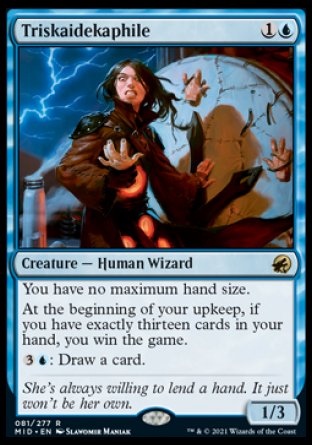 Triskaidekaphile 1
Creature — Human Wizard
You have no maximum hand size.
At the beginning of your upkeep, if
you have exactly thirteen cards in your
hand, you win the game.
3 : Draw a card.
She's always willing to lend a hand. It just
won't be her own.
1/3
081/277 R
MID • EN Slawomir Maniak
™ & © 2021 Wizards of the Coast